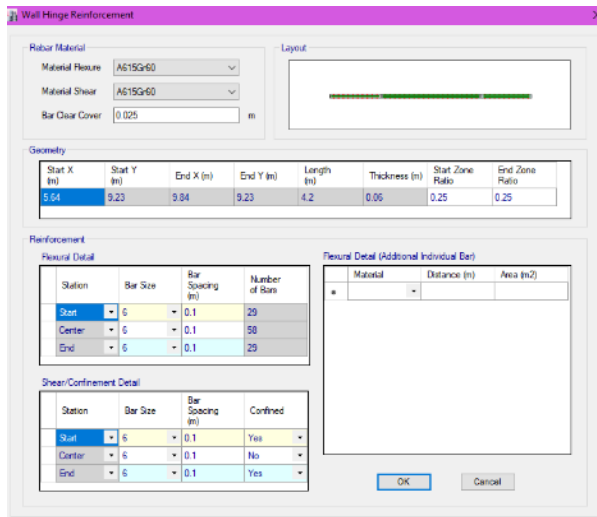 Wall Hinge Reinforcement
Rebar Material
Material Flexure A615Gr60
Material Shear A615Gr60
Bar Clear Cover 0.025 m
Layout
Geometry
Start X (m) Start Y (m) End X (m) End Y (m) Length (m) Thickness (m) Start Zone Ratio End Zone Ratio
5.64 9.23 9.84 9.23 4.2 0.06 0.25 0.25
Reinforcement
Flexural Detail
Station Bar Size Bar Spacing (m) Number of Bars
Start 6 0.1 29
Center 6 0.1 58
End 6 0.1 29
Shear/Confinement Detail
Station Bar Size Bar Spacing (m) Confined
Start 6 0.1 Yes
Center 6 0.1 No
End 6 0.1 Yes
Flexural Detail (Additional Individual Bar)
Material Distance (m) Area (m2)
OK Cancel